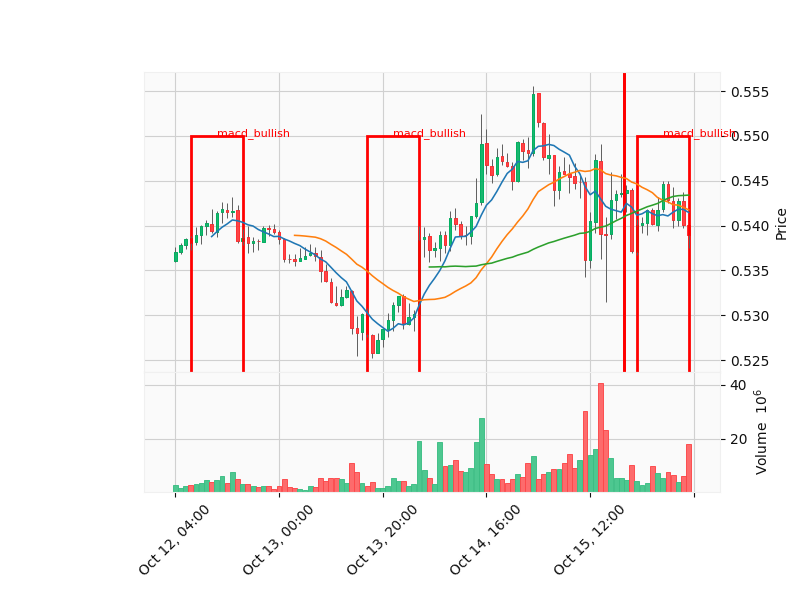 macd_bullish
macd_bullish
macd_bullish
0.555
0.550
0.545
0.540
0.535
0.530
0.525
Price
40
20
Volume 10^6
Oct 12, 04:00
Oct 13, 00:00
Oct 13, 20:00
Oct 14, 16:00
Oct 15, 12:00